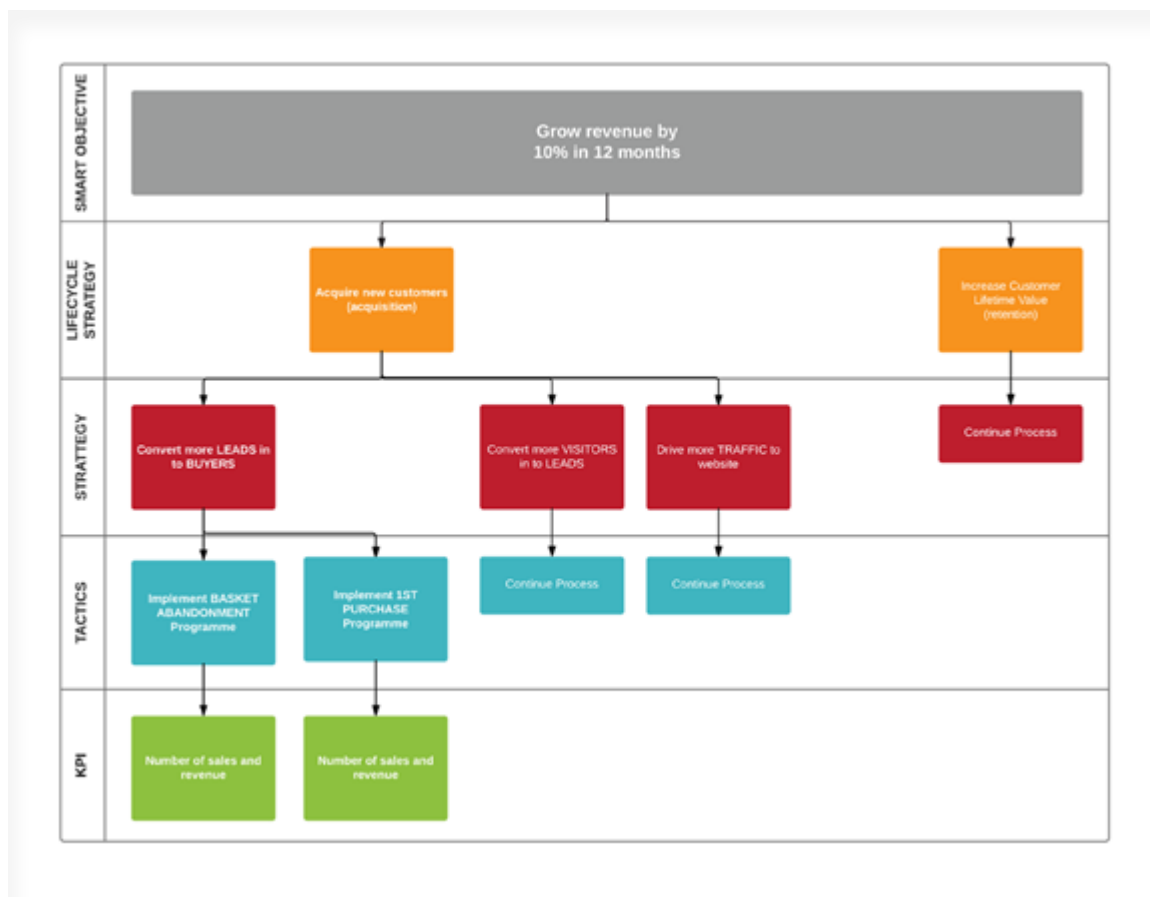 SMART OBJECTIVE
Grow revenue by
10% in 12 months
LIFECYCLE
STRATEGY
Acquire new customers
(acquisition)
Increase Customer
Lifetime Value
(retention)
STRATTEGY
Convert more LEADS in
to BUYERS
Convert more VISITORS
in to LEADS
Drive more TRAFFIC to
website
Continue Process
TACTICS
Implement BASKET
ABANDONMENT
Programme
Implement 1ST
PURCHASE
Programme
Continue Process
Continue Process
KPI
Number of sales and
revenue
Number of sales and
revenue